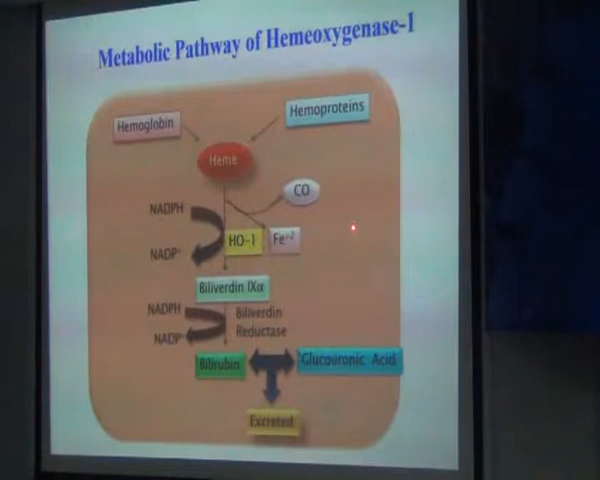 Metabolic Pathway of Hemeoxygenase-1
Hemoglobin
Hemoproteins
Heme
CO
NADPH
HO-1
Fe+2
NADP+
Biliverdin IXα
NADPH
Biliverdin
Reductase
NADP
Bilirubin
Glucouronic Acid
Excreted